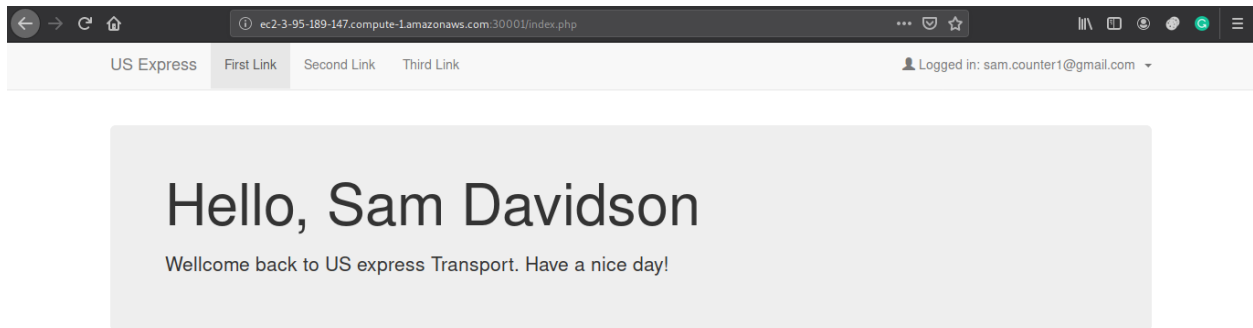 ec2-3-95-189-147.compute-1.amazonaws.com:30001/index.php
US Express First Link Second Link Third Link Logged in: sam.counter1@gmail.com
Hello, Sam Davidson
Wellcome back to US express Transport. Have a nice day!